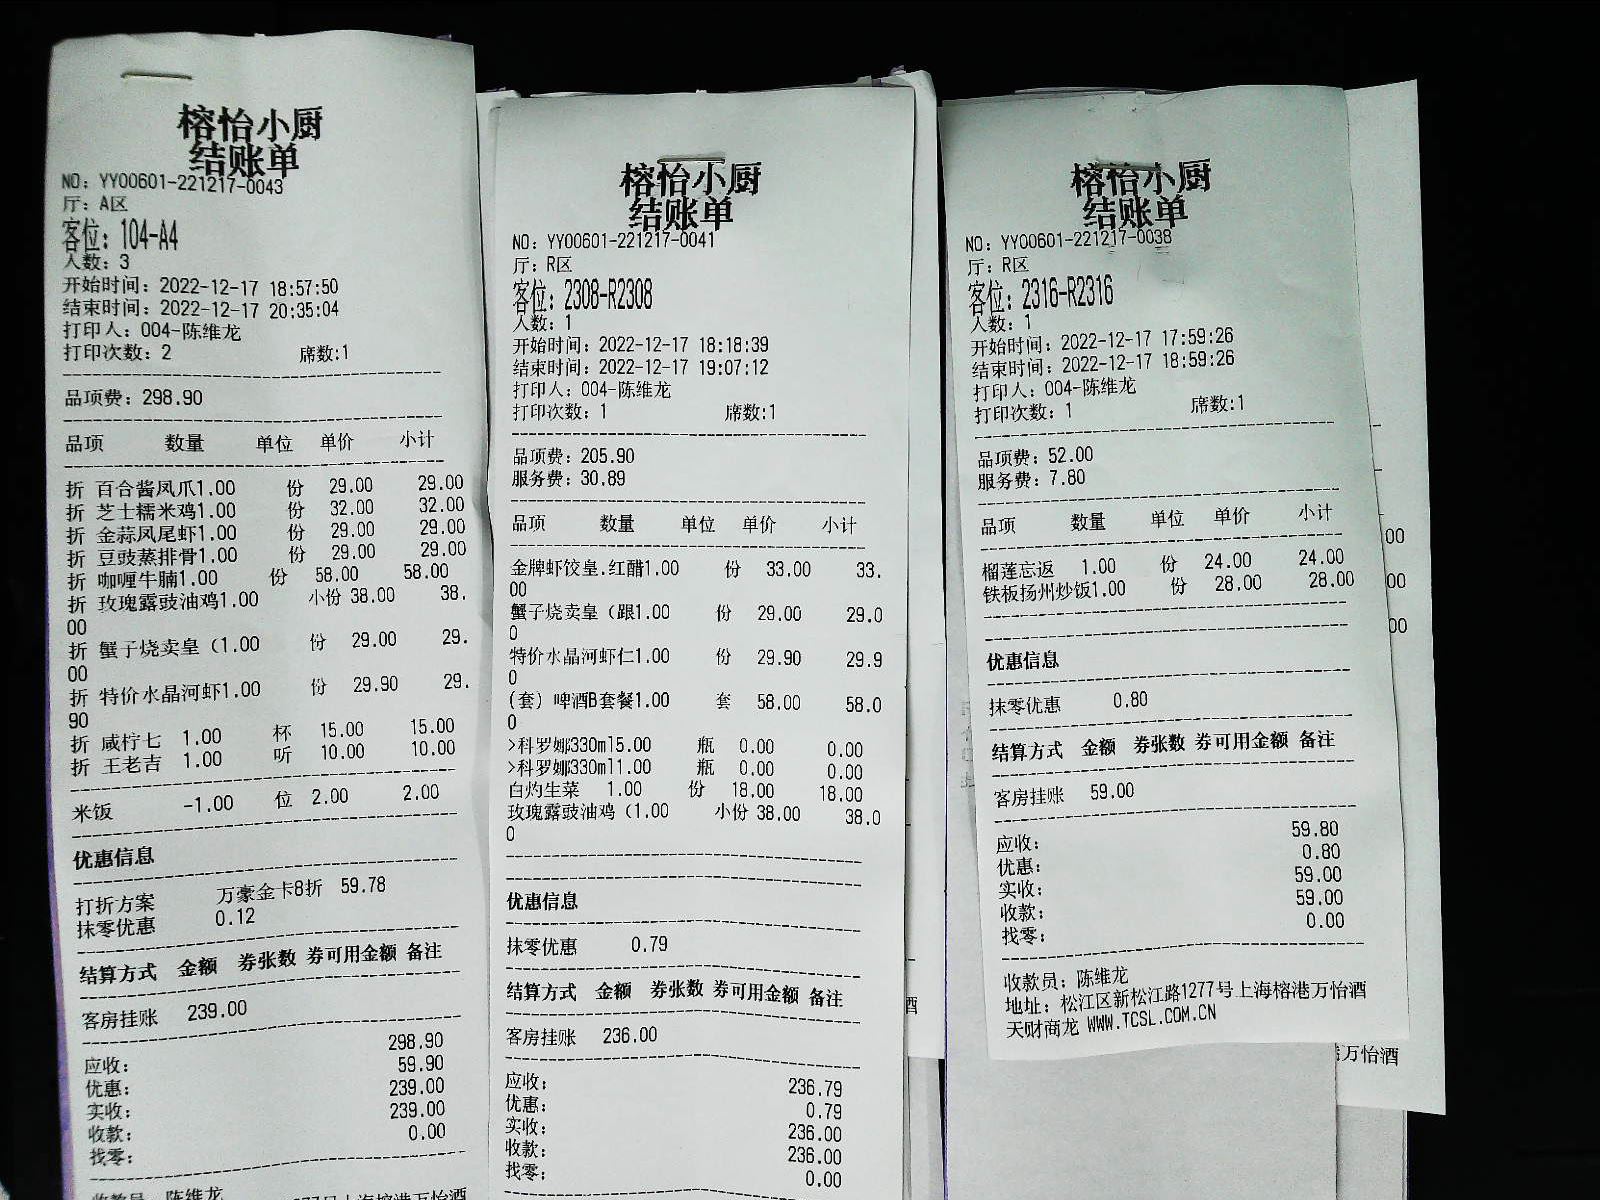 榕怡小厨
结账单
NO：YY00601-221217-0043
厅：A区
客位：104-A4
人数：3
开始时间：2022-12-17 18:57:50
结束时间：2022-12-17 20:35:04
打印人：004-陈维龙
打印次数：2 席数:1
品项费：298.90
品项 数量 单位 单价 小计
折 百合酱凤爪1.00 份 29.00 29.00
折 芝士糯米鸡1.00 份 32.00 32.00
折 金蒜凤尾虾1.00 份 29.00 29.00
折 豆豉蒸排骨1.00 份 29.00 29.00
折 咖喱牛腩1.00 份 58.00 58.00
折 玫瑰露豉油鸡1.00 小份 38.00 38.
00
折 蟹子烧卖皇（1.00 份 29.00 29.
00
折 特价水晶河虾1.00 份 29.90 29.
90
折 咸柠七 1.00 杯 15.00 15.00
折 王老吉 1.00 听 10.00 10.00
米饭 -1.00 位 2.00 2.00
优惠信息
打折方案 万豪金卡8折 59.78
抹零优惠 0.12
结算方式 金额 券张数 券可用金额 备注
客房挂账 239.00
应收： 298.90
优惠： 59.90
实收： 239.00
收款： 239.00
找零： 0.00
收款员：陈维龙
277号上海榕港万怡酒
榕怡小厨
结账单
NO：YY00601-221217-0041
厅：R区
客位：2308-R2308
人数：1
开始时间：2022-12-17 18:18:39
结束时间：2022-12-17 19:07:12
打印人：004-陈维龙
打印次数：1 席数:1
品项费：205.90
服务费：30.89
品项 数量 单位 单价 小计
金牌虾饺皇.红醋1.00 份 33.00 33.
00
蟹子烧卖皇（跟1.00 份 29.00 29.0
0
特价水晶河虾仁1.00 份 29.90 29.9
0
(套）啤酒B套餐1.00 套 58.00 58.0
0
>科罗娜330ml5.00 瓶 0.00 0.00
>科罗娜330ml1.00 瓶 0.00 0.00
白灼生菜 1.00 份 18.00 18.00
玫瑰露豉油鸡（1.00 小份 38.00 38.0
0
优惠信息
抹零优惠 0.79
结算方式 金额 券张数 券可用金额 备注
客房挂账 236.00
应收： 236.79
优惠： 0.79
实收： 236.00
收款： 236.00
找零： 0.00
榕怡小厨
结账单
NO：YY00601-221217-0038
厅：R区
客位：2316-R2316
人数：1
开始时间：2022-12-17 17:59:26
结束时间：2022-12-17 18:59:26
打印人：004-陈维龙
打印次数：1 席数:1
品项费：52.00
服务费：7.80
品项 数量 单位 单价 小计
榴莲忘返 1.00 份 24.00 24.00
铁板扬州炒饭1.00 份 28.00 28.00
优惠信息
抹零优惠 0.80
结算方式 金额 券张数 券可用金额 备注
客房挂账 59.00
应收： 59.80
优惠： 0.80
实收： 59.00
收款： 59.00
找零： 0.00
收款员：陈维龙
地址：松江区新松江路1277号上海榕港万怡酒
天财商龙 WWW.TCSL.COM.CN
00
00
00
酒
万怡酒